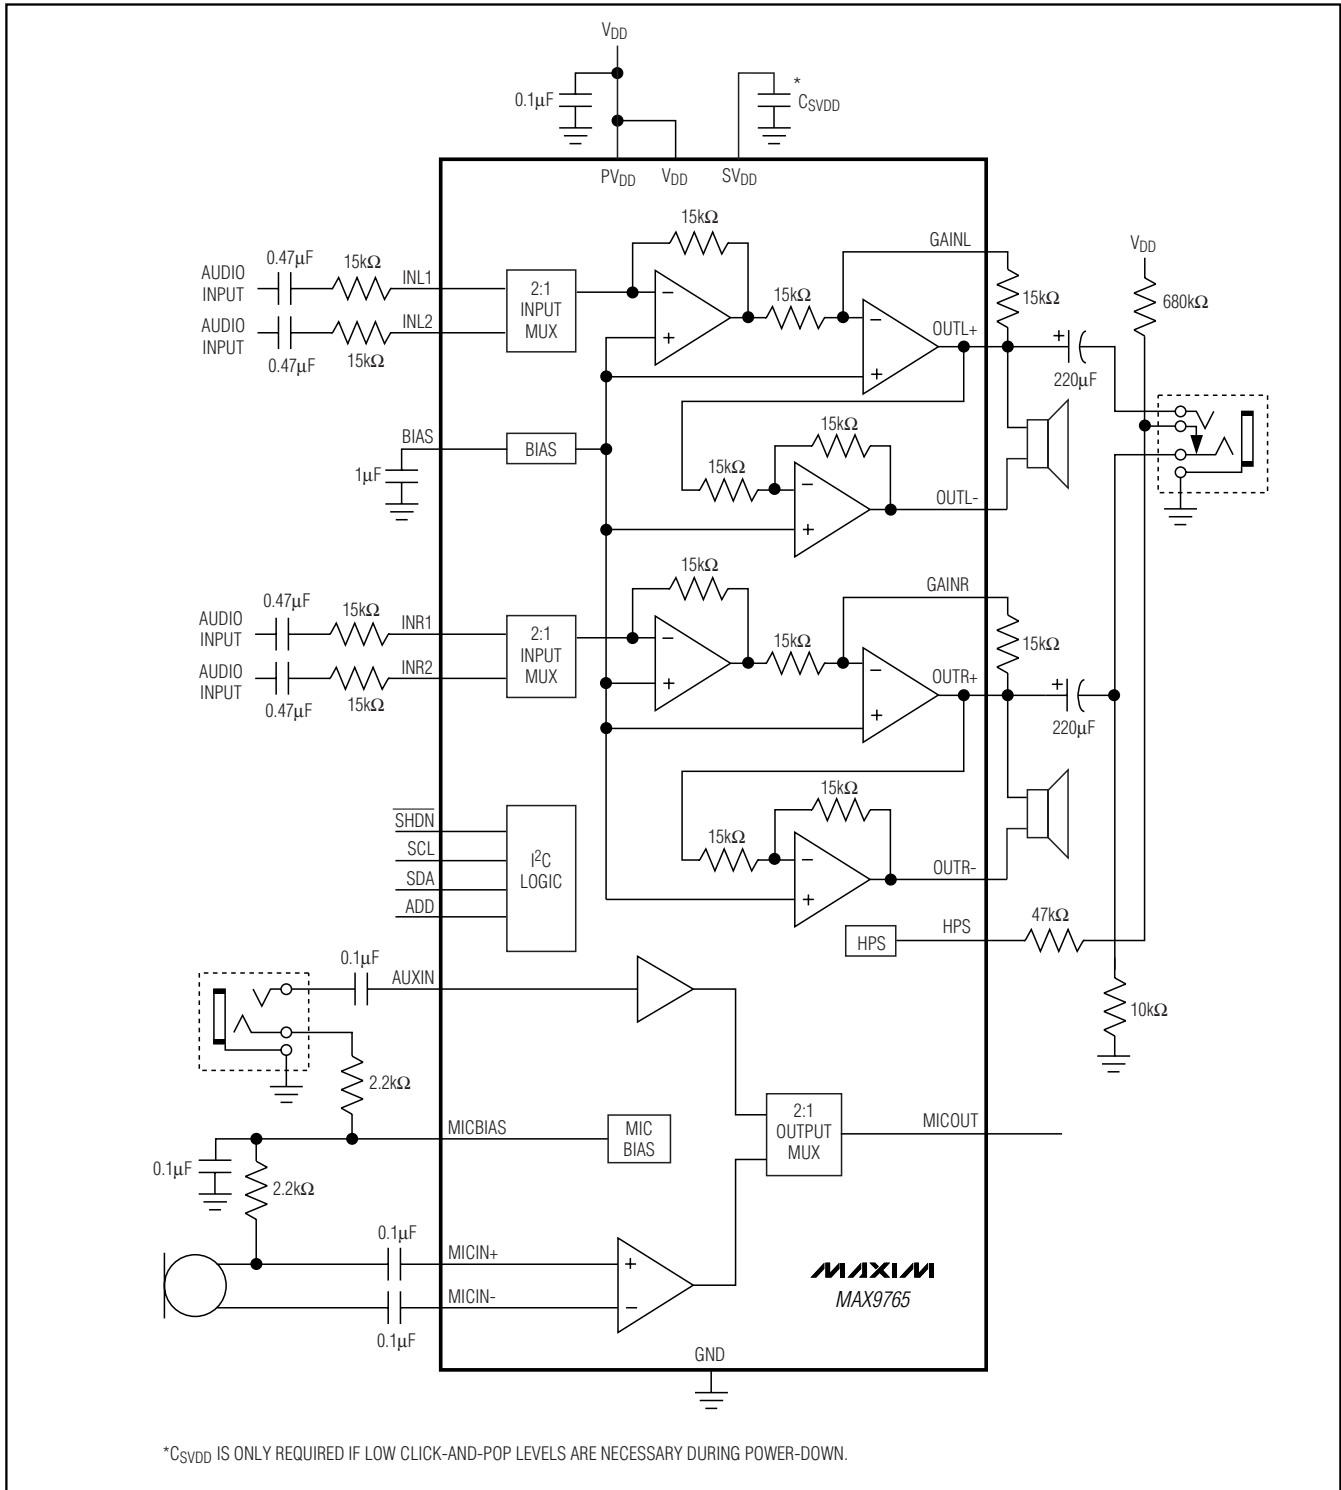 VDD
0.1µF
*
CSVDD
PVDD VDD SVDD
15kΩ
GAINL
VDD
AUDIO INPUT
0.47µF
15kΩ
INL1
2:1 INPUT MUX
15kΩ
15kΩ
680kΩ
AUDIO INPUT
0.47µF
15kΩ
INL2
−
+
−
+
OUTL+
+
220µF
BIAS
BIAS
1µF
15kΩ
15kΩ
−
+
OUTL-
15kΩ
GAINR
AUDIO INPUT
0.47µF
15kΩ
INR1
2:1 INPUT MUX
15kΩ
15kΩ
AUDIO INPUT
0.47µF
15kΩ
INR2
−
+
−
+
OUTR+
+
220µF
15kΩ
15kΩ
−
+
OUTR-
SHDN
SCL
SDA
ADD
I²C LOGIC
HPS
HPS
47kΩ
10kΩ
0.1µF
AUXIN
2.2kΩ
MICBIAS
MIC BIAS
2:1 OUTPUT MUX
MICOUT
0.1µF
2.2kΩ
0.1µF
MICIN+
+
MICIN-
−
0.1µF
MAXIM
MAX9765
GND
*CSVDD IS ONLY REQUIRED IF LOW CLICK-AND-POP LEVELS ARE NECESSARY DURING POWER-DOWN.